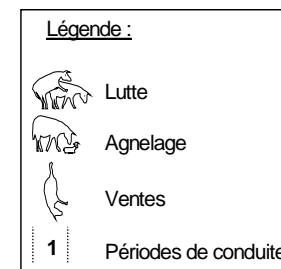 Légende :
Lutte
Agnelage
Ventes
1 Périodes de conduite